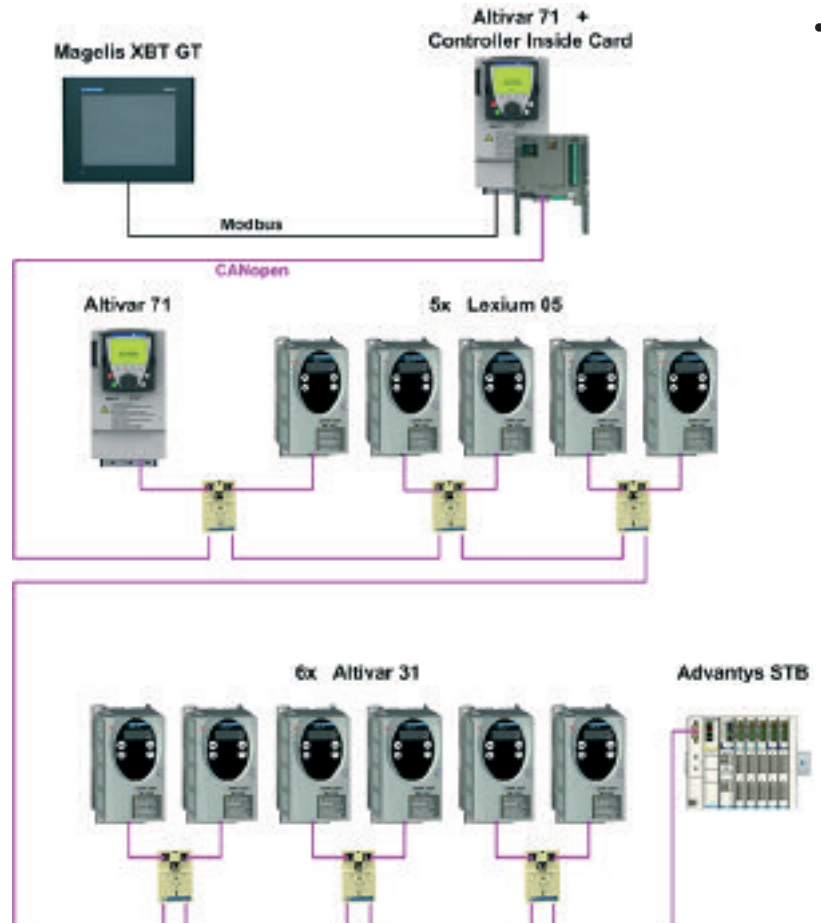 Altivar 71 +
Controller Inside Card
Magelis XBT GT
Modbus
CANopen
Altivar 71
5x Lexium 05
6x Altivar 31
Advantys STB